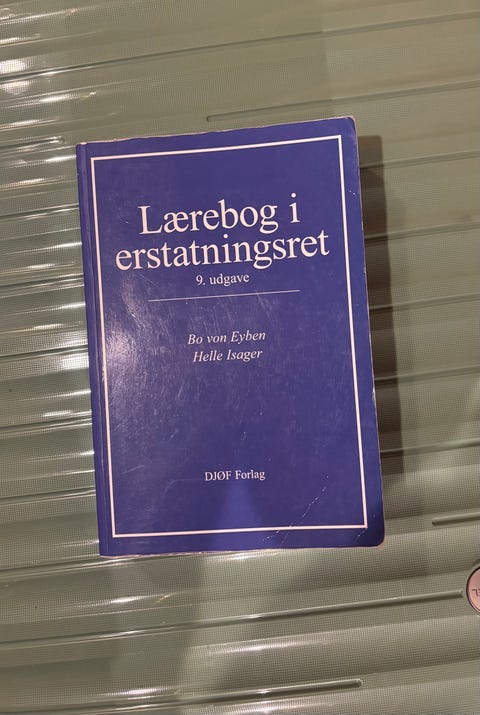 Lærebog i
erstatningsret
9. udgave
Bo von Eyben
Helle Isager
DJØF Forlag